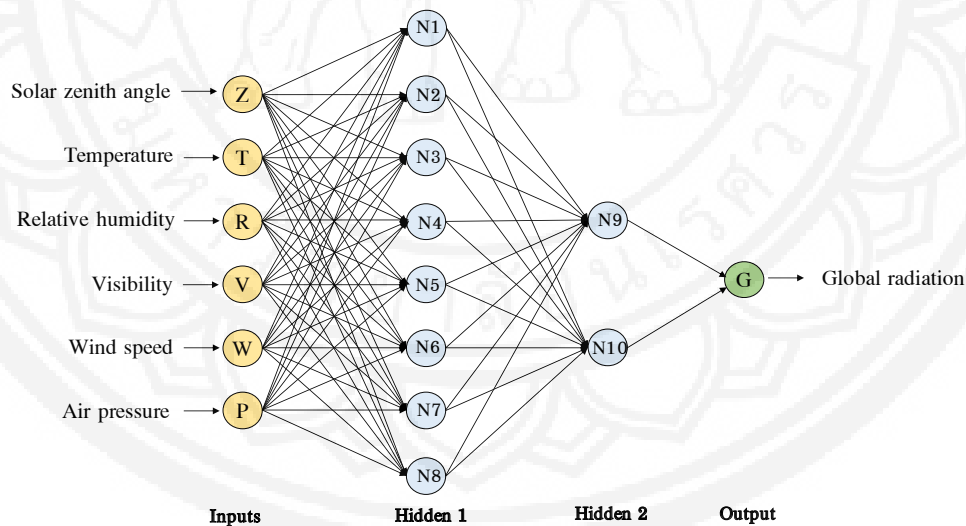 N1
Solar zenith angle
Z
N2
Temperature
T
N3
Relative humidity
R
N4
N9
Visibility
V
N5
G
Global radiation
Wind speed
W
N6
N10
Air pressure
P
N7
N8
Inputs
Hidden 1
Hidden 2
Output